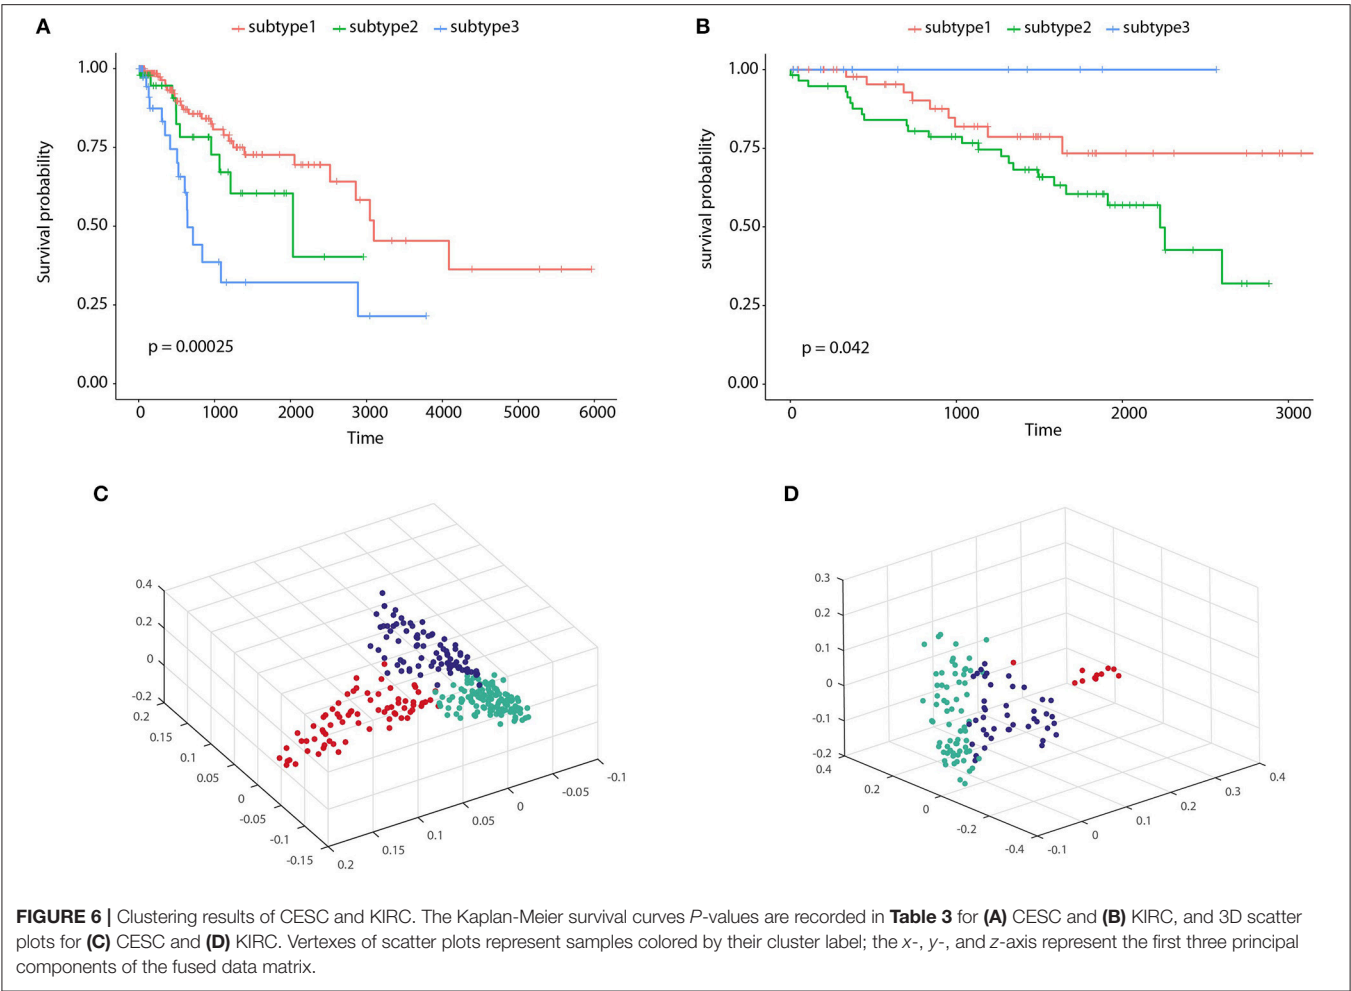 A
subtype1 subtype2 subtype3
Survival probability
1.00
0.75
0.50
0.25
0.00
p = 0.00025
0 1000 2000 3000 4000 5000 6000
Time
B
subtype1 subtype2 subtype3
survival probability
1.00
0.75
0.50
0.25
0.00
p = 0.042
0 1000 2000 3000
Time
C
0.4
0.2
0
-0.2
0.2
0.15
0.1
0.05
0
-0.05
-0.1
-0.15
0.2
0.15
0.1
0.05
0
-0.05
-0.1
D
0.3
0.2
0.1
0
-0.1
-0.2
0.4
0.2
0
-0.2
-0.4
-0.1
0
0.1
0.2
0.3
0.4
FIGURE 6 | Clustering results of CESC and KIRC. The Kaplan-Meier survival curves P-values are recorded in Table 3 for (A) CESC and (B) KIRC, and 3D scatter
plots for (C) CESC and (D) KIRC. Vertexes of scatter plots represent samples colored by their cluster label; the x-, y-, and z-axis represent the first three principal
components of the fused data matrix.